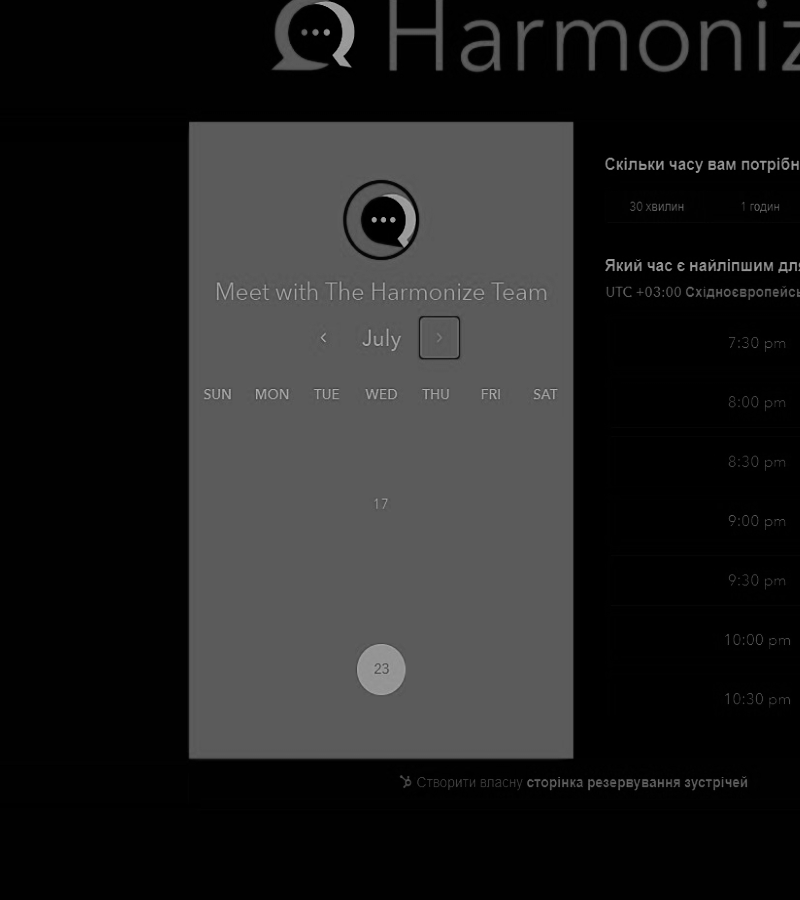 Harmoniz
Meet with The Harmonize Team
July
SUN MON TUE WED THU FRI SAT
17
23
Скільки часу вам потрібн
30 хвилин 1 годин
Який час є найліпшим для
UTC +03:00 Східноєвропейсь
7:30 pm
8:00 pm
8:30 pm
9:00 pm
9:30 pm
10:00 pm
10:30 pm
Створити власну сторінка резервування зустрічей